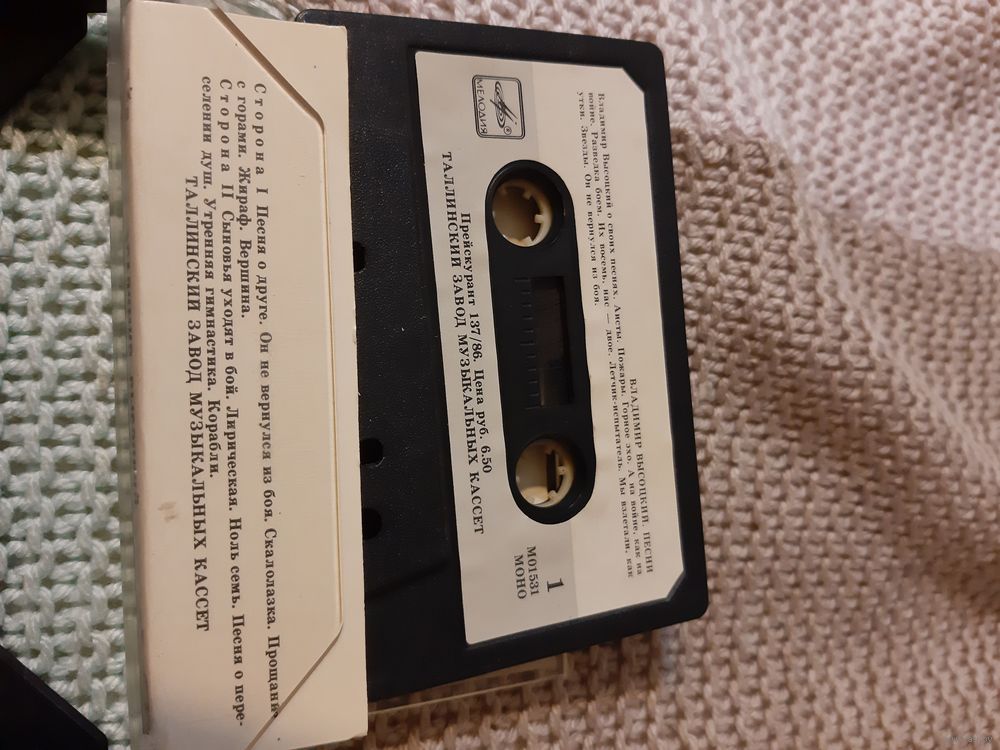 ВЛАДИМИР ВЫСОЦКИЙ. ПЕСНИ
Владимир Высоцкий о своих песнях. Аисты. Пожары. Горное эхо. А на войне, как на
войне. Разведка боем. Их восемь, нас — двое. Летчик-испытатель. Мы взлетали, как
утки. Звезды. Он не вернулся из боя.
МЕЛОДИЯ
1
М01531
МОНО
Прейскурант 137/86. Цена руб. 6.50
ТАЛЛИНСКИЙ ЗАВОД МУЗЫКАЛЬНЫХ КАССЕТ
Сторона I Песня о друге. Он не вернулся из боя. Скалолазка. Прощание
с горами. Жираф. Вершина.
Сторона II Сыновья уходят в бой. Лирическая. Ноль семь. Песня о пере-
селении душ. Утренняя гимнастика. Корабли.
ТАЛЛИНСКИЙ ЗАВОД МУЗЫКАЛЬНЫХ КАССЕТ